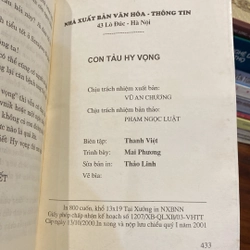 NHÀ XUẤT BẢN VĂN HÓA - THÔNG TIN
43 Lò Đúc - Hà Nội
CON TÀU HY VỌNG
Chịu trách nhiệm xuất bản:
VŨ AN CHƯƠNG
Chịu trách nhiệm bản thảo:
PHẠM NGỌC LUẬT
Biên tập: Thanh Việt
Trình bày: Mai Phương
Sửa bản in: Thảo Linh
Vẽ bìa:
In 800 cuốn, khổ 13x19 Tại Xưởng in NXBNN
Giấy phép chấp nhận kế hoạch số 1207/XB-QLXB/03-VHTT
Cấp ngày 13/10/2000 In xong và nộp lưu chiểu quý I năm 2001
433